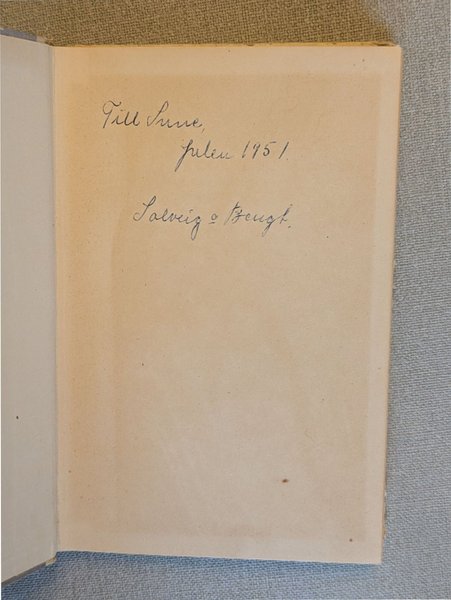 Till Sune,
julen 1951.
Solveig o Bengt.